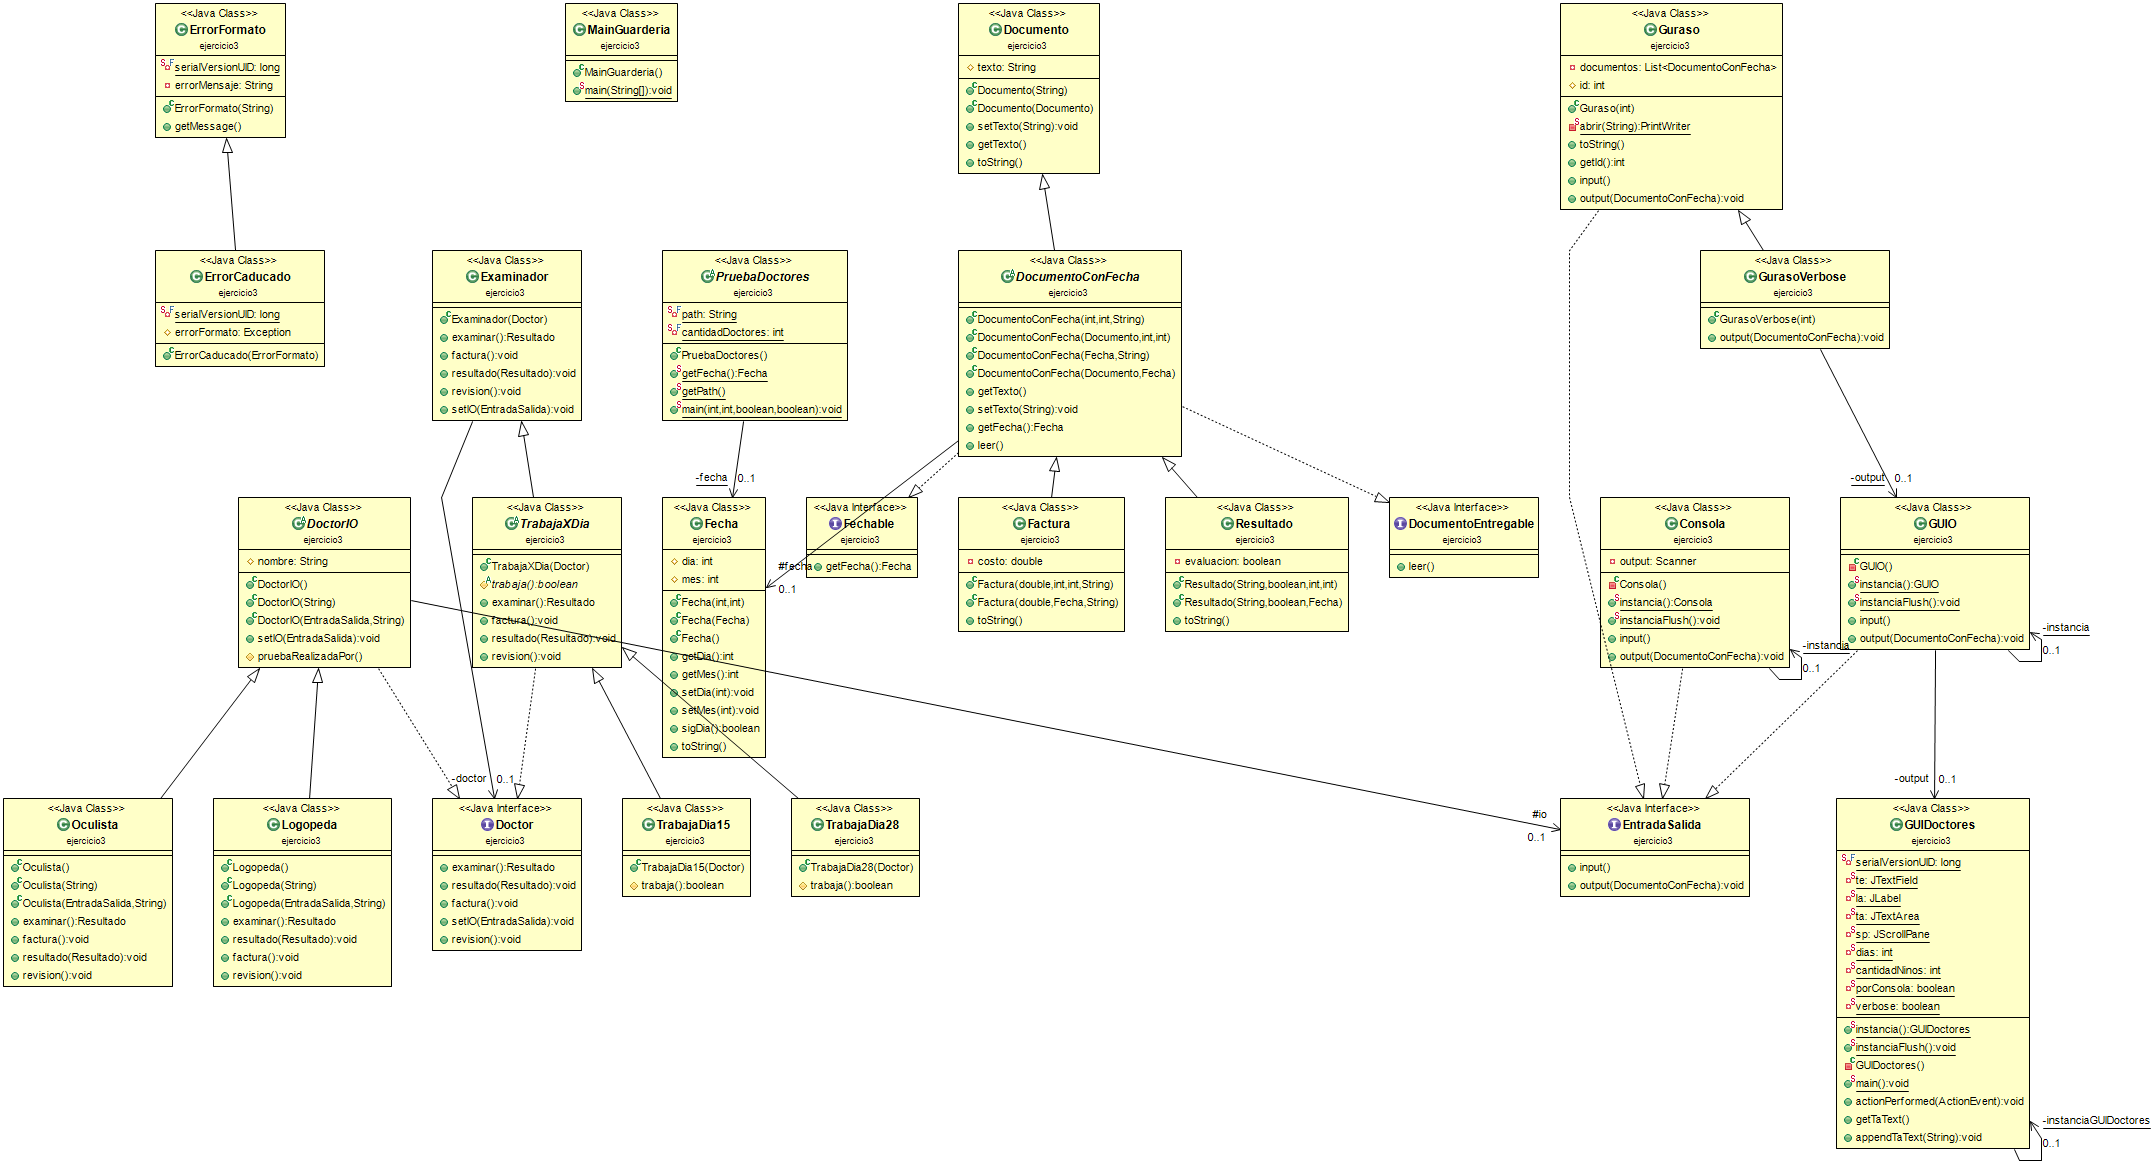 <<Java Class>>
ErrorFormato
ejercicio3
serialVersionUID: long
errorMensaje: String
ErrorFormato(String)
getMessage()
<<Java Class>>
MainGuarderia
ejercicio3
MainGuarderia()
main(String[]):void
<<Java Class>>
Documento
ejercicio3
texto: String
Documento(String)
Documento(Documento)
setTexto(String):void
getTexto()
toString()
<<Java Class>>
Guraso
ejercicio3
documentos: List<DocumentoConFecha>
id: int
Guraso(int)
abrir(String):PrintWriter
toString()
getId():int
input()
output(DocumentoConFecha):void
<<Java Class>>
ErrorCaducado
ejercicio3
serialVersionUID: long
errorFormato: Exception
ErrorCaducado(ErrorFormato)
<<Java Class>>
Examinador
ejercicio3
Examinador(Doctor)
examinar():Resultado
factura():void
resultado(Resultado):void
revision():void
setIO(EntradaSalida):void
<<Java Class>>
PruebaDoctores
ejercicio3
path: String
cantidadDoctores: int
PruebaDoctores()
getFecha():Fecha
getPath()
main(int,int,boolean,boolean):void
<<Java Class>>
DocumentoConFecha
ejercicio3
DocumentoConFecha(int,int,String)
DocumentoConFecha(Documento,int,int)
DocumentoConFecha(Fecha,String)
DocumentoConFecha(Documento,Fecha)
getTexto()
setTexto(String):void
getFecha():Fecha
leer()
<<Java Class>>
GurasoVerbose
ejercicio3
GurasoVerbose(int)
output(DocumentoConFecha):void
-fecha
0..1
-output
0..1
<<Java Class>>
DoctorIO
ejercicio3
nombre: String
DoctorIO()
DoctorIO(String)
DoctorIO(EntradaSalida,String)
setIO(EntradaSalida):void
pruebaRealizadaPor()
<<Java Class>>
TrabajaXDia
ejercicio3
TrabajaXDia(Doctor)
trabaja():boolean
examinar():Resultado
factura():void
resultado(Resultado):void
revision():void
<<Java Class>>
Fecha
ejercicio3
dia: int
mes: int
Fecha(int,int)
Fecha(Fecha)
Fecha()
getDia():int
getMes():int
setDia(int):void
setMes(int):void
sigDia():boolean
toString()
#fecha
0..1
<<Java Interface>>
Fechable
ejercicio3
getFecha():Fecha
<<Java Class>>
Factura
ejercicio3
costo: double
Factura(double,int,int,String)
Factura(double,Fecha,String)
toString()
<<Java Class>>
Resultado
ejercicio3
evaluacion: boolean
Resultado(String,boolean,int,int)
Resultado(String,boolean,Fecha)
toString()
<<Java Interface>>
DocumentoEntregable
ejercicio3
leer()
<<Java Class>>
Consola
ejercicio3
output: Scanner
Consola()
instancia():Consola
instanciaFlush():void
input()
output(DocumentoConFecha):void
-instancia
0..1
<<Java Class>>
GUIO
ejercicio3
GUIO()
instancia():GUIO
instanciaFlush():void
input()
output(DocumentoConFecha):void
-instancia
0..1
-doctor
0..1
#io
0..1
-output
0..1
<<Java Class>>
Oculista
ejercicio3
Oculista()
Oculista(String)
Oculista(EntradaSalida,String)
examinar():Resultado
factura():void
resultado(Resultado):void
revision():void
<<Java Class>>
Logopeda
ejercicio3
Logopeda()
Logopeda(String)
Logopeda(EntradaSalida,String)
examinar():Resultado
resultado(Resultado):void
factura():void
revision():void
<<Java Interface>>
Doctor
ejercicio3
examinar():Resultado
resultado(Resultado):void
factura():void
setIO(EntradaSalida):void
revision():void
<<Java Class>>
TrabajaDia15
ejercicio3
TrabajaDia15(Doctor)
trabaja():boolean
<<Java Class>>
TrabajaDia28
ejercicio3
TrabajaDia28(Doctor)
trabaja():boolean
<<Java Interface>>
EntradaSalida
ejercicio3
input()
output(DocumentoConFecha):void
<<Java Class>>
GUIDoctores
ejercicio3
serialVersionUID: long
te: JTextField
la: JLabel
ta: JTextArea
sp: JScrollPane
dias: int
cantidadNinos: int
porConsola: boolean
verbose: boolean
instancia():GUIDoctores
instanciaFlush():void
GUIDoctores()
main():void
actionPerformed(ActionEvent):void
getTaText()
appendTaText(String):void
-instanciaGUIDoctores
0..1